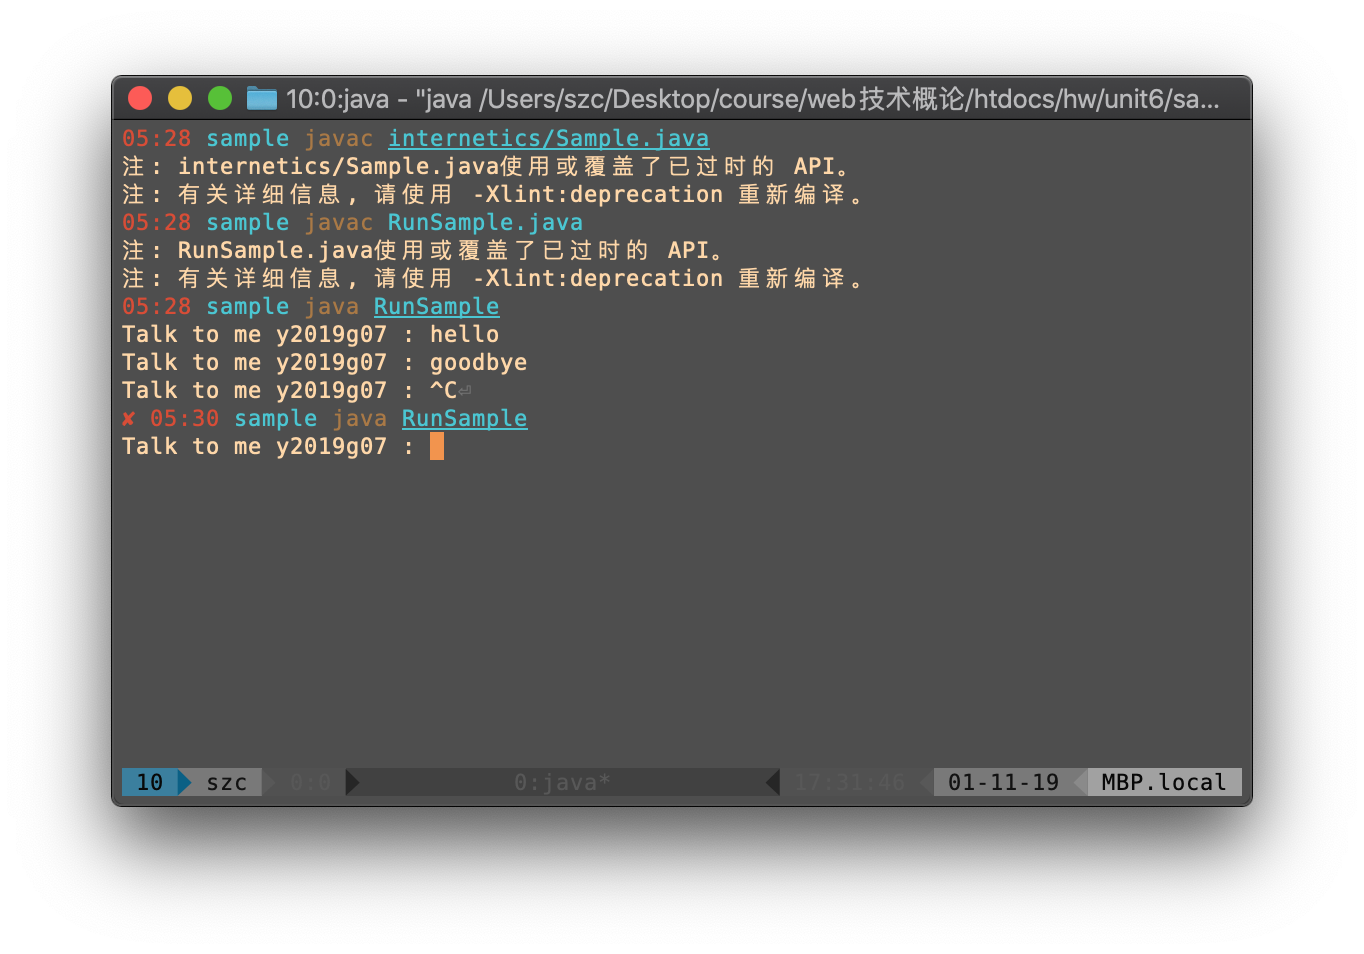 10:0:java - "java /Users/szc/Desktop/course/web技术概论/htdocs/hw/unit6/sa...
05:28 sample javac internetics/Sample.java
注: internetics/Sample.java使用或覆盖了已过时的 API。
注: 有关详细信息, 请使用 -Xlint:deprecation 重新编译。
05:28 sample javac RunSample.java
注: RunSample.java使用或覆盖了已过时的 API。
注: 有关详细信息, 请使用 -Xlint:deprecation 重新编译。
05:28 sample java RunSample
Talk to me y2019g07 : hello
Talk to me y2019g07 : goodbye
Talk to me y2019g07 : ^C⏎
✘ 05:30 sample java RunSample
Talk to me y2019g07 :
10 szc 0:0 0:java* 17:31:46 01-11-19 MBP.local